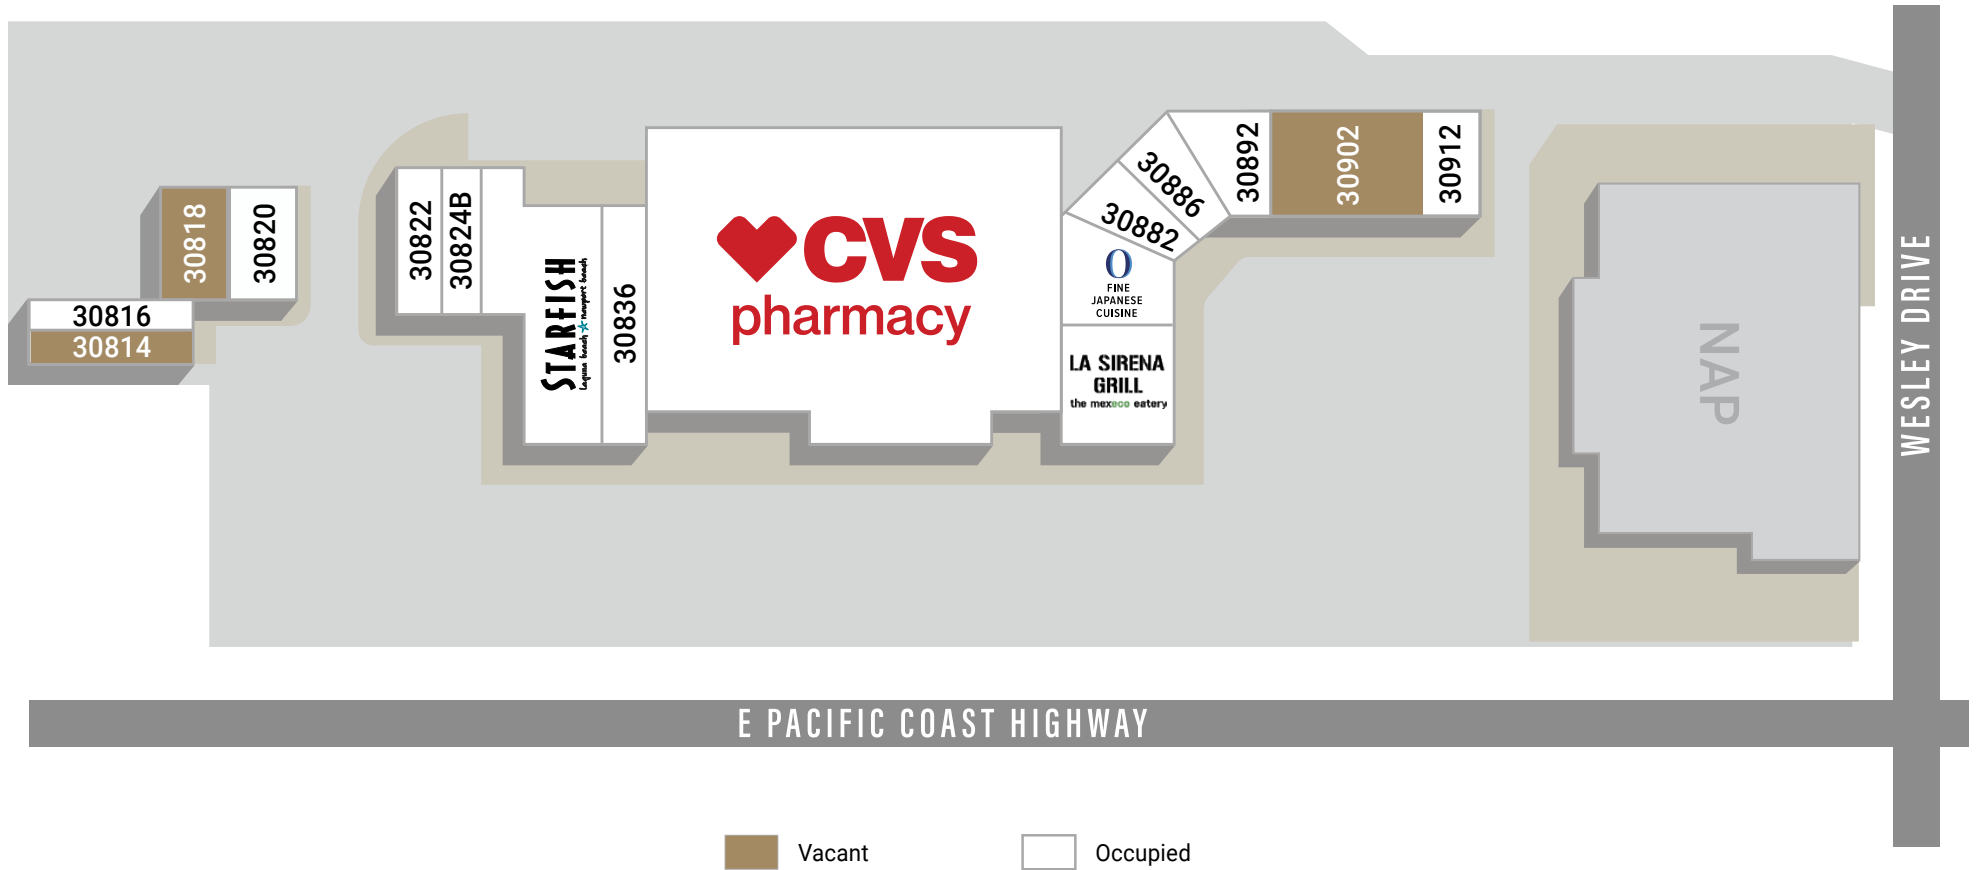 30818
30820
30816
30814
30822
30824B
STARFISH
laguna beach ★ newport beach
30836
CVS
pharmacy
30882
30886
30892
30902
30912
O
FINE
JAPANESE
CUISINE
LA SIRENA
GRILL
the mexeco eatery
NAP
WESLEY DRIVE
E PACIFIC COAST HIGHWAY
Vacant
Occupied